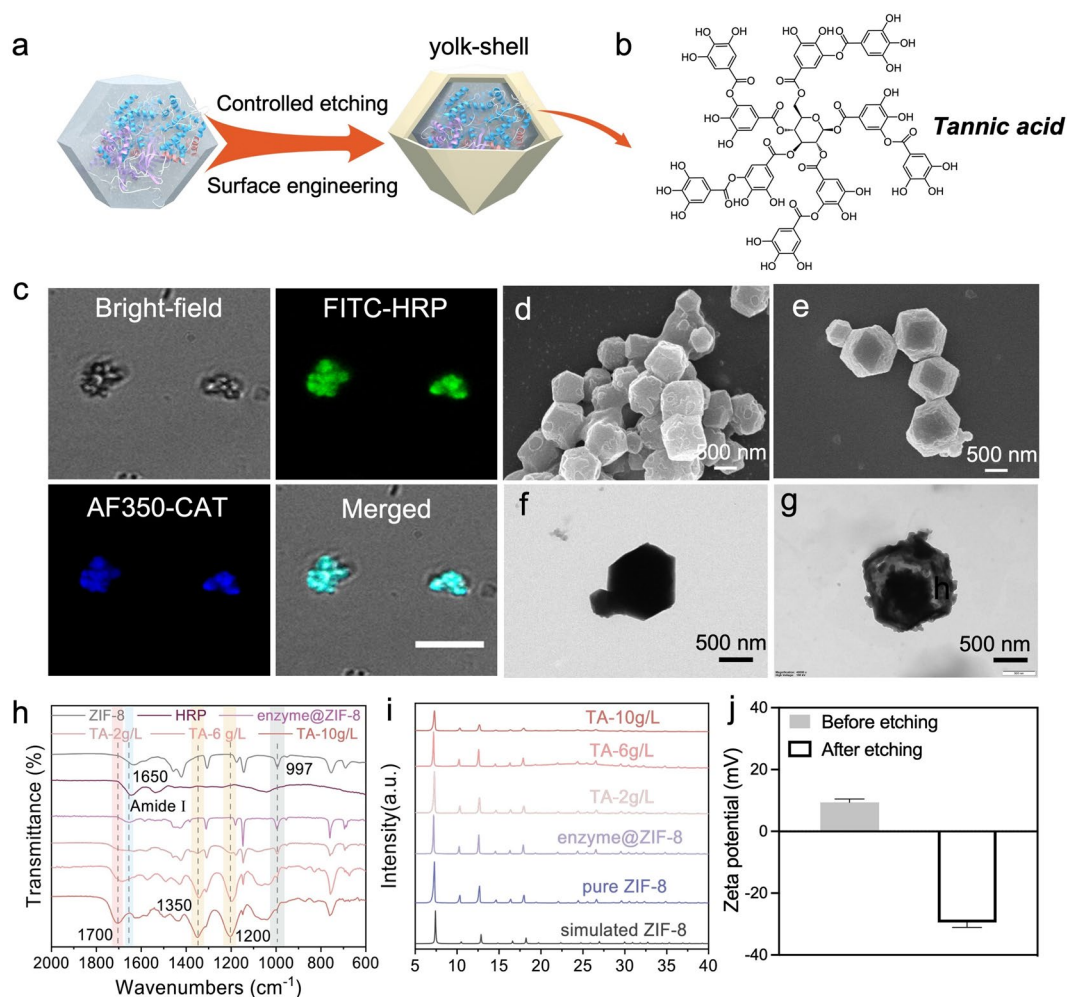 a
yolk-shell
Controlled etching
Surface engineering
b
Tannic acid
OH
HO
O
c
Bright-field
FITC-HRP
AF350-CAT
Merged
d
500 nm
e
500 nm
f
500 nm
g
h
500 nm
h
ZIF-8
HRP
enzyme@ZIF-8
TA-2g/L
TA-6 g/L
TA-10g/L
1650
997
Amide I
1350
1700
1200
Transmittance (%)
2000 1800 1600 1400 1200 1000 800 600
Wavenumbers (cm⁻¹)
i
TA-10g/L
TA-6g/L
TA-2g/L
enzyme@ZIF-8
pure ZIF-8
simulated ZIF-8
Intensity(a.u.)
5 10 15 20 25 30 35 40
j
Before etching
After etching
Zeta potential (mV)
40
20
0
-20
-40